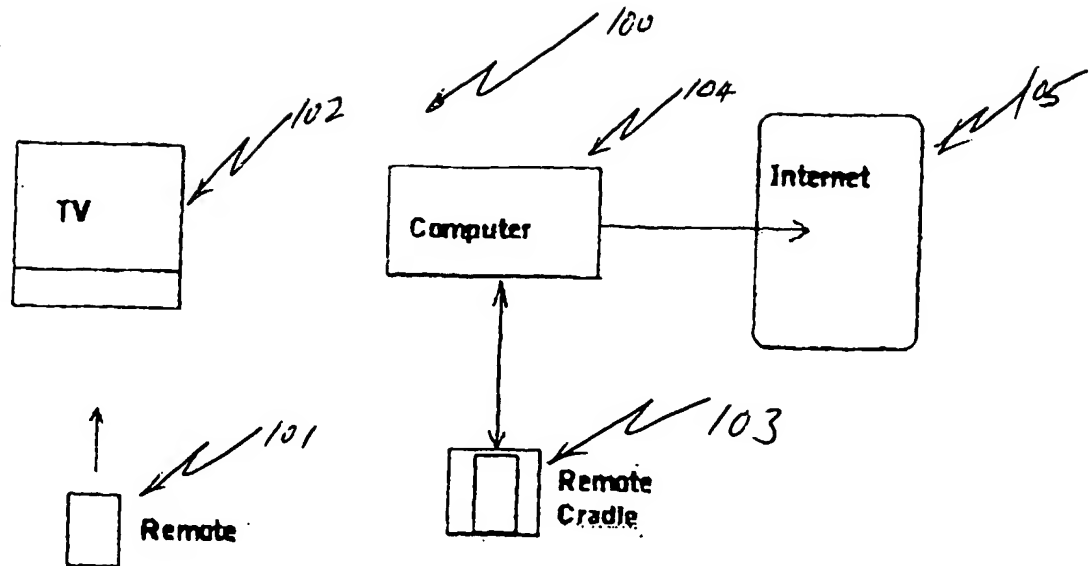 100
102
104
105
TV
Computer
Internet
101
103
Remote
Remote
Cradle